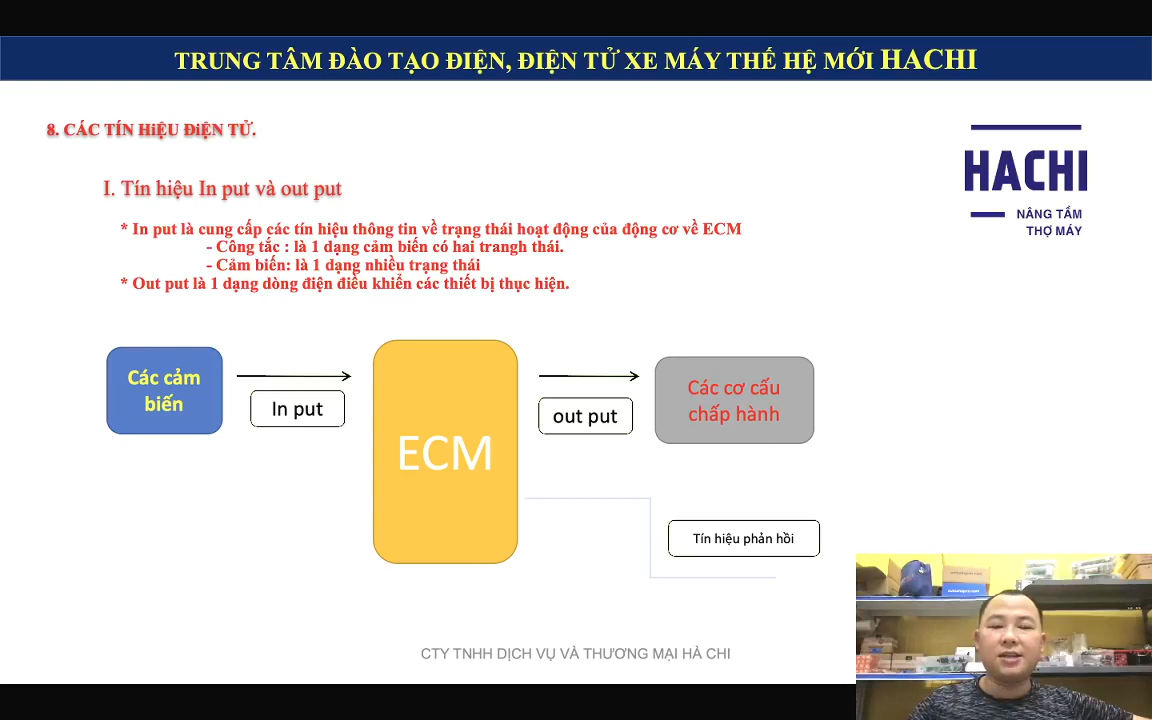 TRUNG TÂM ĐÀO TẠO ĐIỆN, ĐIỆN TỬ XE MÁY THẾ HỆ MỚI HACHI
8. CÁC TÍN HiỆU ĐiỆN TỬ.
HACHI
NÂNG TẦM
THỢ MÁY
I. Tín hiệu In put và out put
* In put là cung cấp các tín hiệu thông tin về trạng thái hoạt động của động cơ về ECM
- Công tắc : là 1 dạng cảm biến có hai trangh thái.
- Cảm biến: là 1 dạng nhiều trạng thái
* Out put là 1 dạng dòng điện điều khiển các thiết bị thục hiện.
Các cảm
biến
In put
ECM
out put
Các cơ cấu
chấp hành
Tín hiệu phản hồi
CTY TNHH DỊCH VỤ VÀ THƯƠNG MẠI HÀ CHI